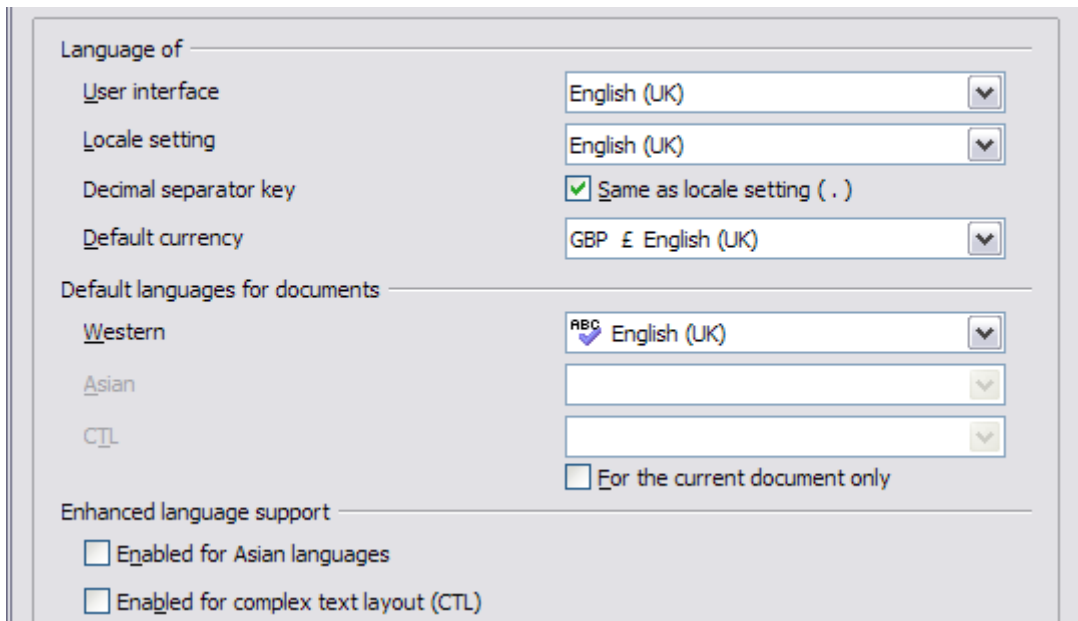 Language of
User interface English (UK)
Locale setting English (UK)
Decimal separator key Same as locale setting ( . )
Default currency GBP £ English (UK)
Default languages for documents
Western ABC English (UK)
Asian
CTL
For the current document only
Enhanced language support
Enabled for Asian languages
Enabled for complex text layout (CTL)